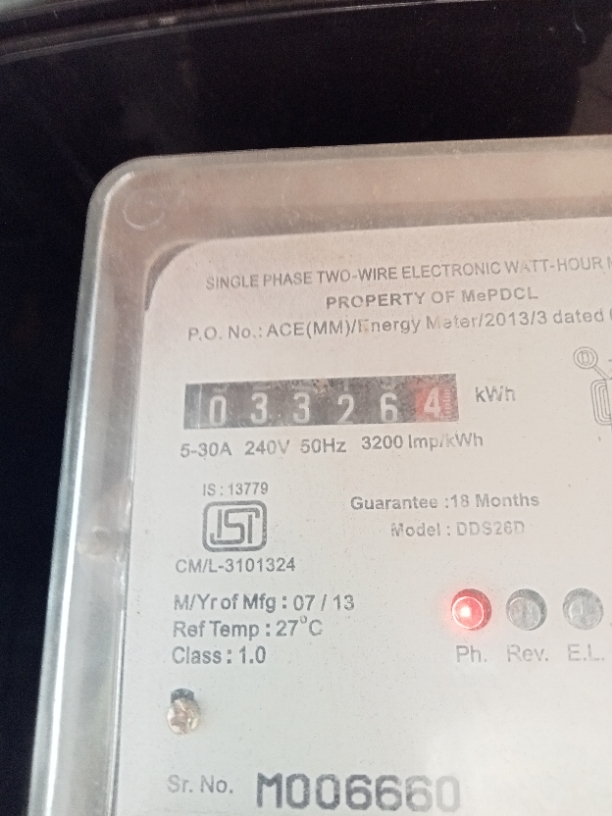 SINGLE PHASE TWO-WIRE ELECTRONIC WATT-HOUR
PROPERTY OF MePDCL
P.O. No.: ACE(MM)/Energy Meter/2013/3 dated
033264 kWh
5-30A 240V 50Hz 3200 Imp/kWh
IS : 13779
ISI
CM/L-3101324
Guarantee :18 Months
Model : DDS26D
M/Yr of Mfg : 07 / 13
Ref Temp : 27°C
Class : 1.0
Ph. Rev. E.L.
Sr. No. M006660